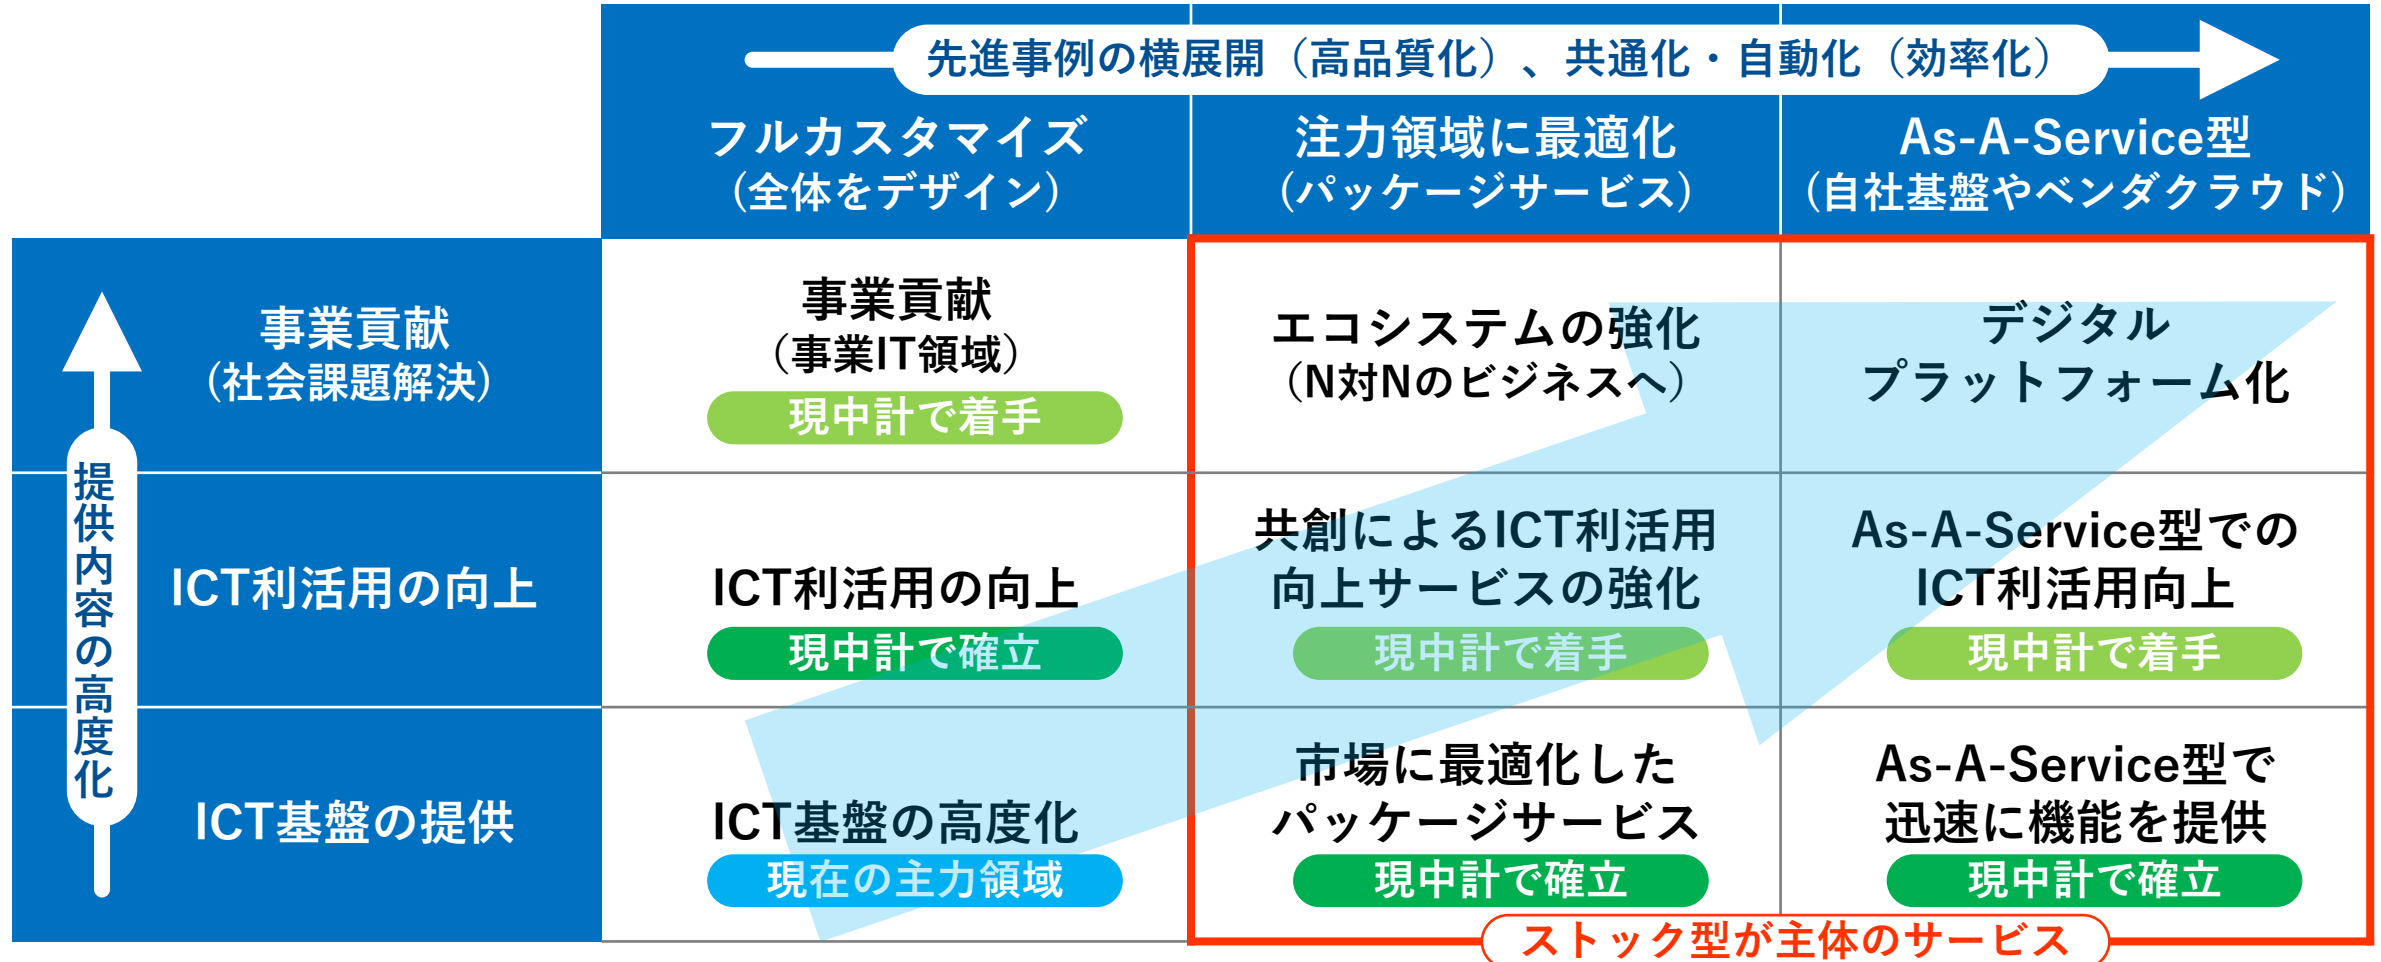 先進事例の横展開（高品質化）、共通化・自動化（効率化）
フルカスタマイズ
（全体をデザイン）
注力領域に最適化
（パッケージサービス）
As-A-Service型
（自社基盤やベンダクラウド）
提供内容の高度化
事業貢献
（社会課題解決）
事業貢献
（事業IT領域）
現中計で着手
エコシステムの強化
（N対Nのビジネスへ）
デジタル
プラットフォーム化
ICT利活用の向上
ICT利活用の向上
現中計で確立
共創によるICT利活用
向上サービスの強化
現中計で着手
As-A-Service型での
ICT利活用向上
現中計で着手
ICT基盤の提供
ICT基盤の高度化
現在の主力領域
市場に最適化した
パッケージサービス
現中計で確立
As-A-Service型で
迅速に機能を提供
現中計で確立
ストック型が主体のサービス